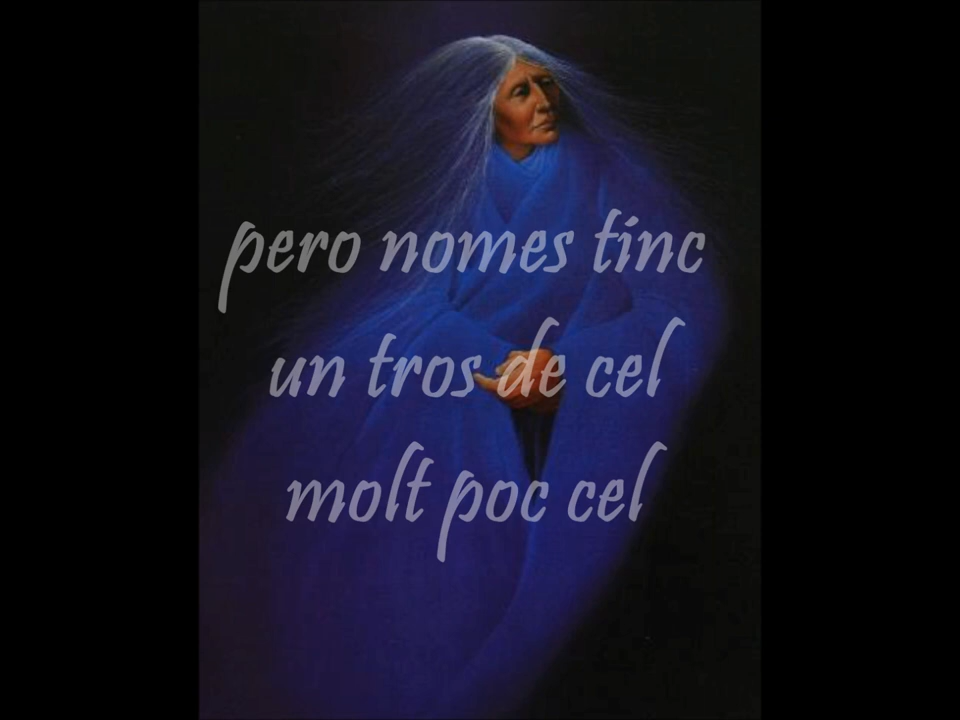 pero nomes tinc
un tros de cel
molt poc cel